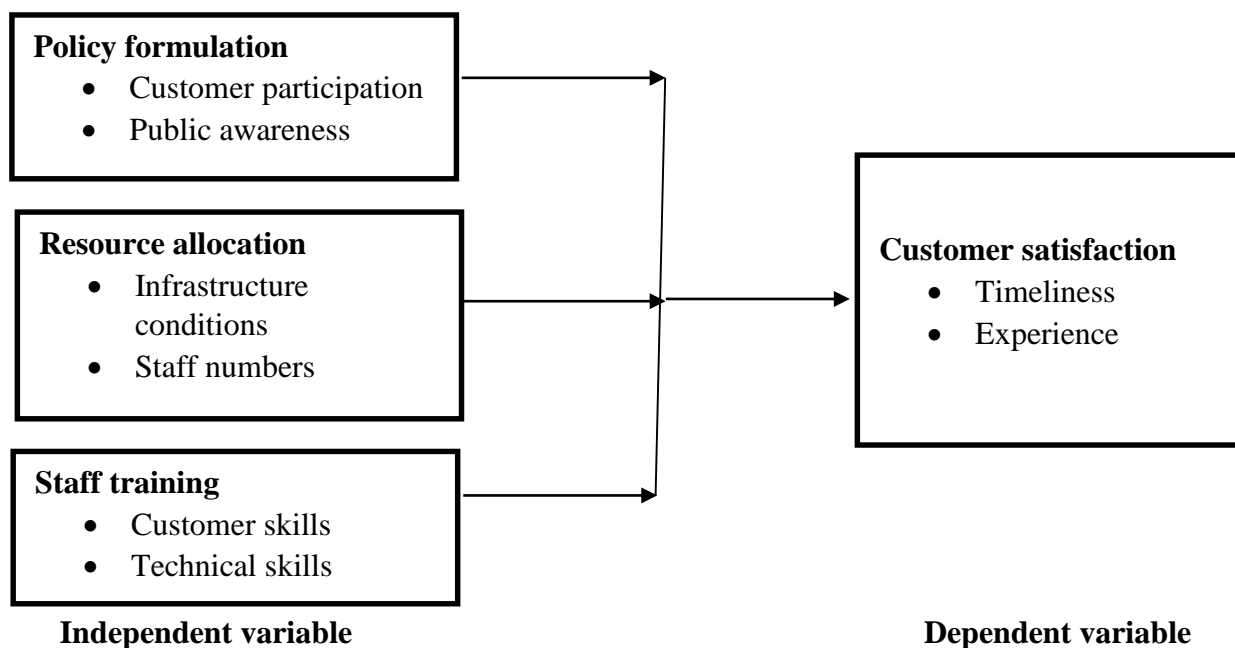 Policy formulation
• Customer participation
• Public awareness
Resource allocation
• Infrastructure
conditions
• Staff numbers
Staff training
• Customer skills
• Technical skills
Independent variable
Customer satisfaction
• Timeliness
• Experience
Dependent variable